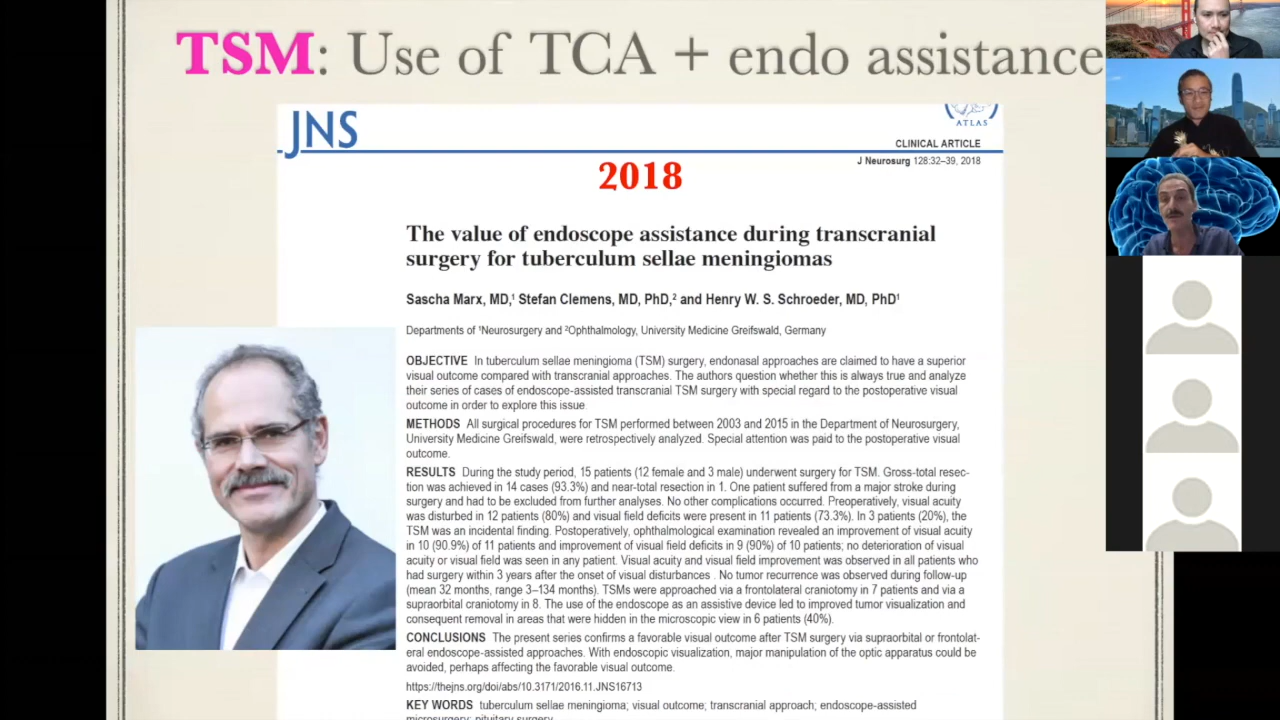 TSM: Use of TCA + endo assistance
JNS
ATLAS
CLINICAL ARTICLE
J Neurosurg 128:32–39, 2018
2018
The value of endoscope assistance during transcranial
surgery for tuberculum sellae meningiomas
Sascha Marx, MD,¹ Stefan Clemens, MD, PhD,² and Henry W. S. Schroeder, MD, PhD¹
Departments of ¹Neurosurgery and ²Ophthalmology, University Medicine Greifswald, Germany
OBJECTIVE In tuberculum sellae meningioma (TSM) surgery, endonasal approaches are claimed to have a superior
visual outcome compared with transcranial approaches. The authors question whether this is always true and analyze
their series of cases of endoscope-assisted transcranial TSM surgery with special regard to the postoperative visual
outcome in order to explore this issue
METHODS All surgical procedures for TSM performed between 2003 and 2015 in the Department of Neurosurgery,
University Medicine Greifswald, were retrospectively analyzed. Special attention was paid to the postoperative visual
outcome.
RESULTS During the study period, 15 patients (12 female and 3 male) underwent surgery for TSM. Gross-total resec-
tion was achieved in 14 cases (93.3%) and near-total resection in 1. One patient suffered from a major stroke during
surgery and had to be excluded from further analyses. No other complications occurred. Preoperatively, visual acuity
was disturbed in 12 patients (80%) and visual field deficits were present in 11 patients (73.3%). In 3 patients (20%), the
TSM was an incidental finding. Postoperatively, ophthalmological examination revealed an improvement of visual acuity
in 10 (90.9%) of 11 patients and improvement of visual field deficits in 9 (90%) of 10 patients; no deterioration of visual
acuity or visual field was seen in any patient. Visual acuity and visual field improvement was observed in all patients who
had surgery within 3 years after the onset of visual disturbances . No tumor recurrence was observed during follow-up
(mean 32 months, range 3–134 months). TSMs were approached via a frontolateral craniotomy in 7 patients and via a
supraorbital craniotomy in 8. The use of the endoscope as an assistive device led to improved tumor visualization and
consequent removal in areas that were hidden in the microscopic view in 6 patients (40%).
CONCLUSIONS The present series confirms a favorable visual outcome after TSM surgery via supraorbital or frontolat-
eral endoscope-assisted approaches. With endoscopic visualization, major manipulation of the optic apparatus could be
avoided, perhaps affecting the favorable visual outcome.
https://thejns.org/doi/abs/10.3171/2016.11.JNS16713
KEY WORDS tuberculum sellae meningioma; visual outcome; transcranial approach; endoscope-assisted
microsurgery; pituitary surgery